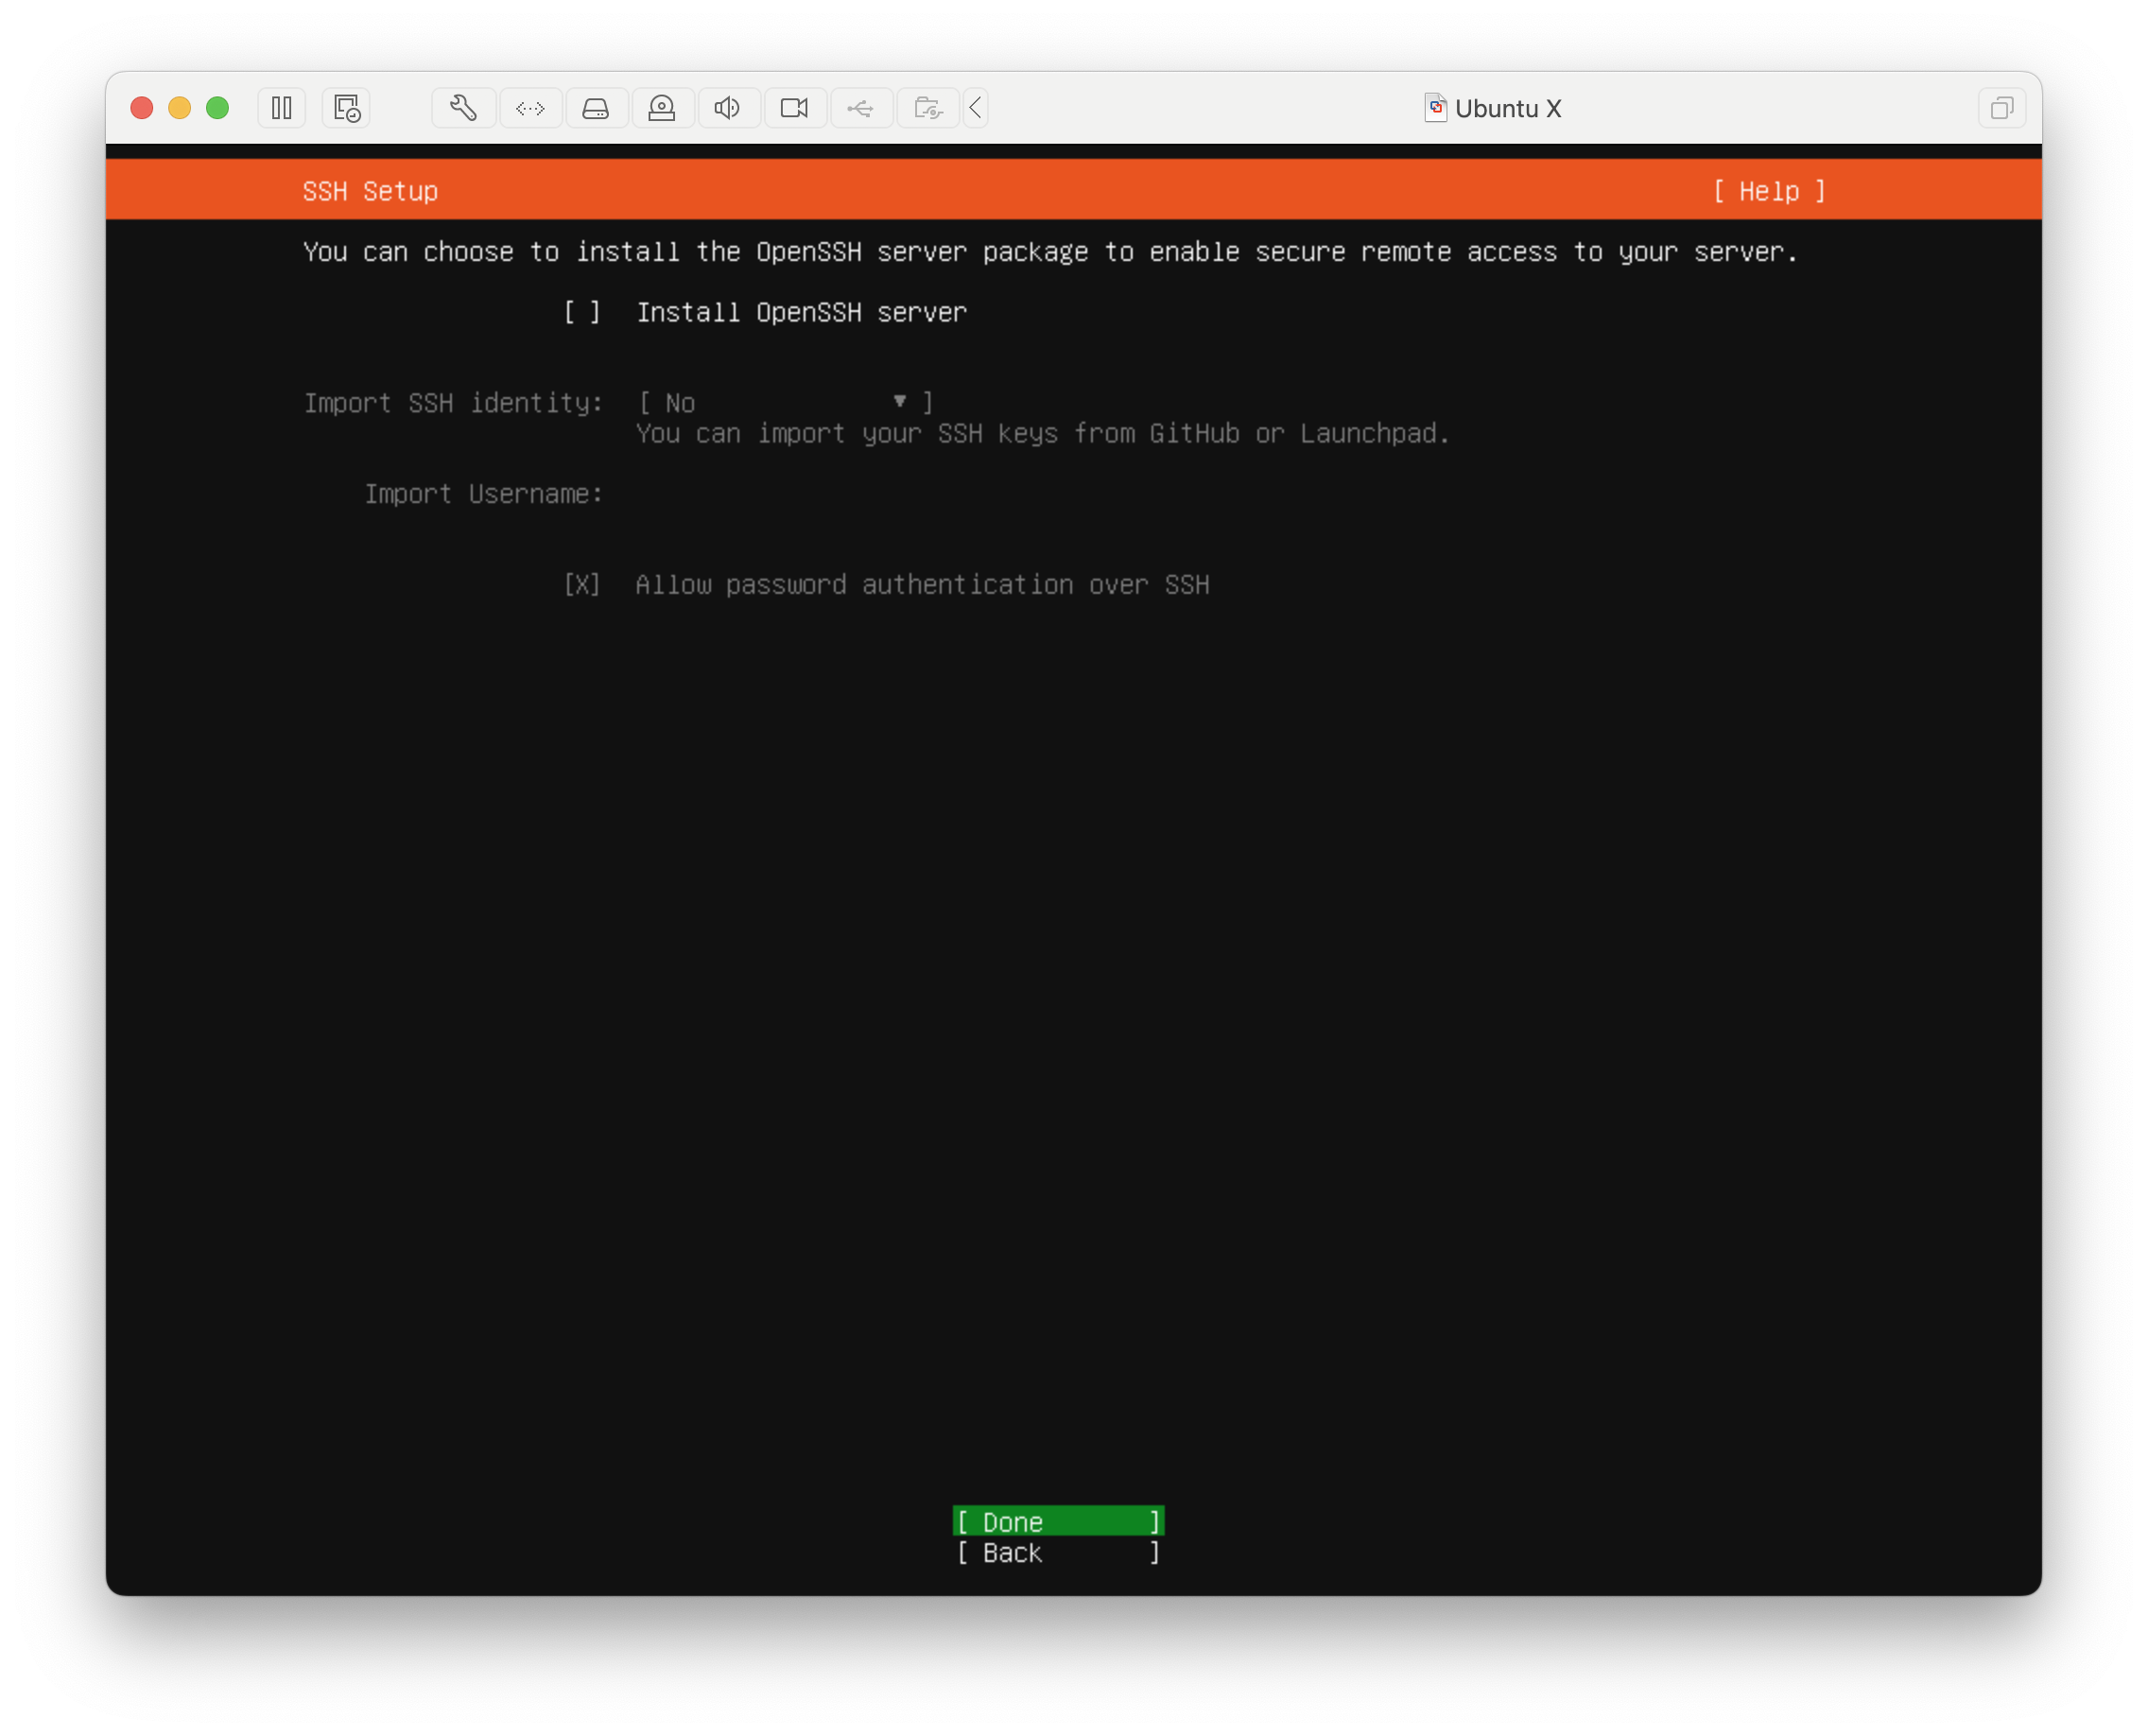 Ubuntu X
SSH Setup [ Help ]
You can choose to install the OpenSSH server package to enable secure remote access to your server.
[ ] Install OpenSSH server
Import SSH identity: [ No ▼ ]
You can import your SSH keys from GitHub or Launchpad.
Import Username:
[X] Allow password authentication over SSH
[ Done ]
[ Back ]